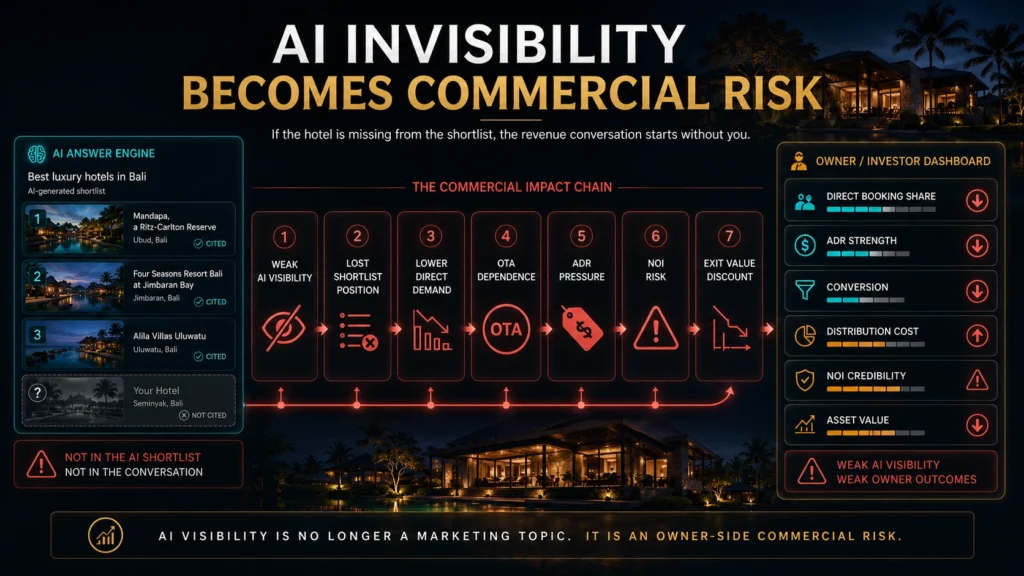 AI INVISIBILITY
BECOMES COMMERCIAL RISK
If the hotel is missing from the shortlist, the revenue conversation starts without you.
AI ANSWER ENGINE
Best luxury hotels in Bali
AI-generated shortlist
1
Mandapa,
a Ritz-Carlton Reserve
Ubud, Bali
CITED
2
Four Seasons Resort Bali
at Jimbaran Bay
Jimbaran, Bali
CITED
3
Alila Villas Uluwatu
Uluwatu, Bali
CITED
?
Your Hotel
Seminyak, Bali
NOT CITED
NOT IN THE AI SHORTLIST
NOT IN THE CONVERSATION
THE COMMERCIAL IMPACT CHAIN
1
WEAK
AI VISIBILITY
2
LOST
SHORTLIST
POSITION
3
LOWER
DIRECT
DEMAND
4
OTA
DEPENDENCE
OTA
5
ADR
PRESSURE
$
6
NOI
RISK
7
EXIT VALUE
DISCOUNT
OWNER / INVESTOR DASHBOARD
DIRECT BOOKING SHARE
$
ADR STRENGTH
CONVERSION
DISTRIBUTION COST
NOI CREDIBILITY
ASSET VALUE
WEAK AI VISIBILITY
WEAK OWNER OUTCOMES
AI VISIBILITY IS NO LONGER A MARKETING TOPIC. IT IS AN OWNER-SIDE COMMERCIAL RISK.